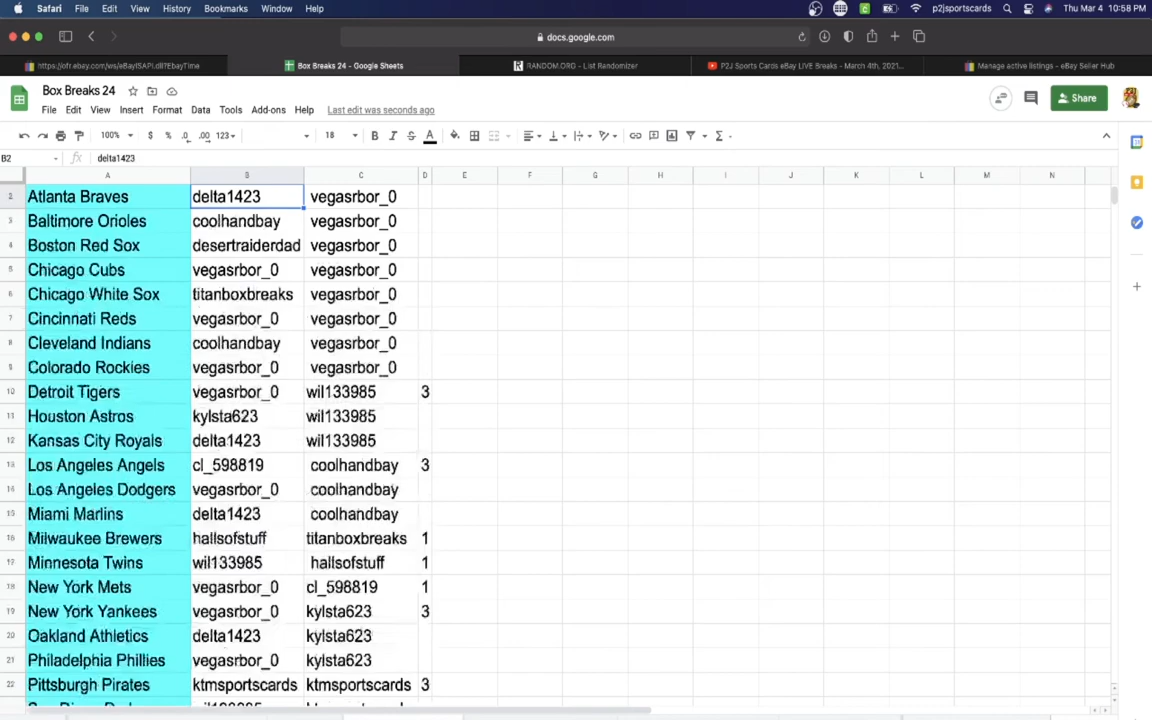 Safari File Edit View History Bookmarks Window Help p2jsportscards Thu Mar 4 10:58 PM
docs.google.com
https://ofr.ebay.com/ws/eBayISAPI.dll?EbayTime Box Breaks 24 - Google Sheets RANDOM.ORG - List Randomizer P2J Sports Cards eBay LIVE Breaks - March 4th, 2021... Manage active listings - eBay Seller Hub
Box Breaks 24
File Edit View Insert Format Data Tools Add-ons Help Last edit was seconds ago Share
100% $ % .0 .00 123 18 B I S A
B2 fx delta1423
A B C D E F G H I J K L M N
2 Atlanta Braves delta1423 vegasrbor_0
3 Baltimore Orioles coolhandbay vegasrbor_0
4 Boston Red Sox desertraiderdad vegasrbor_0
5 Chicago Cubs vegasrbor_0 vegasrbor_0
6 Chicago White Sox titanboxbreaks vegasrbor_0
7 Cincinnati Reds vegasrbor_0 vegasrbor_0
8 Cleveland Indians coolhandbay vegasrbor_0
9 Colorado Rockies vegasrbor_0 vegasrbor_0
10 Detroit Tigers vegasrbor_0 wil133985 3
11 Houston Astros kylsta623 wil133985
12 Kansas City Royals delta1423 wil133985
13 Los Angeles Angels cl_598819 coolhandbay 3
14 Los Angeles Dodgers vegasrbor_0 coolhandbay
15 Miami Marlins delta1423 coolhandbay
16 Milwaukee Brewers hallsofstuff titanboxbreaks 1
17 Minnesota Twins wil133985 hallsofstuff 1
18 New York Mets vegasrbor_0 cl_598819 1
19 New York Yankees vegasrbor_0 kylsta623 3
20 Oakland Athletics delta1423 kylsta623
21 Philadelphia Phillies vegasrbor_0 kylsta623
22 Pittsburgh Pirates ktmsportscards ktmsportscards 3